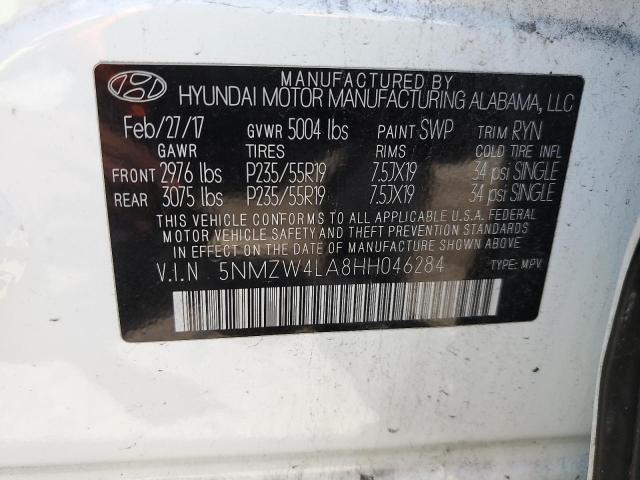 MANUFACTURED BY
HYUNDAI MOTOR MANUFACTURING ALABAMA, LLC
Feb/27/17 GVWR 5004 lbs PAINT SWP TRIM RYN
GAWR TIRES RIMS COLD TIRE INFL
FRONT 2976 lbs P235/55R19 7.5JX19 34 psi SINGLE
REAR 3075 lbs P235/55R19 7.5JX19 34 psi SINGLE
THIS VEHICLE CONFORMS TO ALL APPLICABLE U.S.A. FEDERAL
MOTOR VEHICLE SAFETY AND THEFT PREVENTION STANDARDS
IN EFFECT ON THE DATE OF MANUFACTURE SHOWN ABOVE.
V.I.N 5NMZW4LA8HH046284 TYPE: MPV